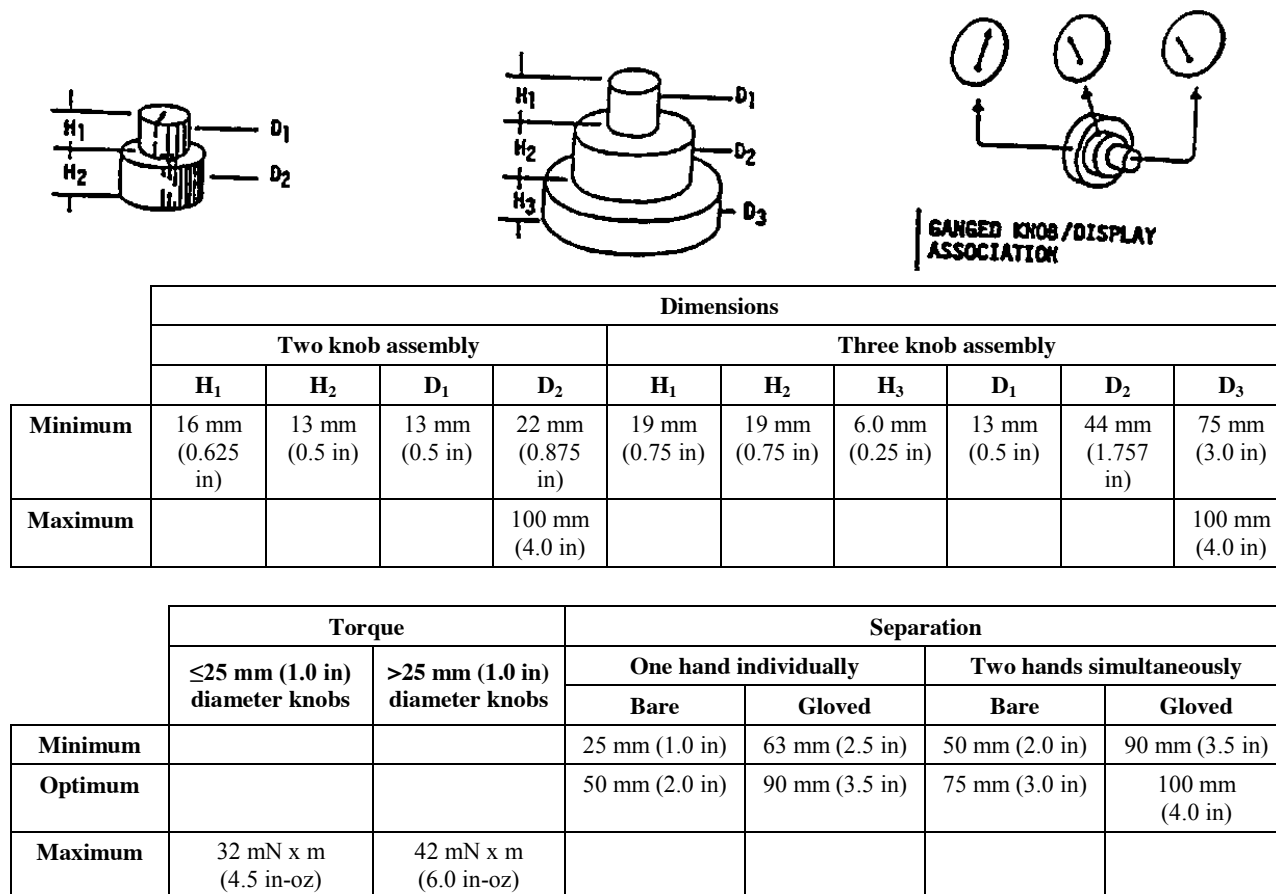 H₁
H₂
D₁
D₂
H₁
H₂
H₃
D₁
D₂
D₃
GANGED KNOB/DISPLAY
ASSOCIATION
Dimensions
Two knob assembly Three knob assembly
H₁ H₂ D₁ D₂ H₁ H₂ H₃ D₁ D₂ D₃
Minimum 16 mm 13 mm 13 mm 22 mm 19 mm 19 mm 6.0 mm 13 mm 44 mm 75 mm
(0.625 (0.5 in) (0.5 in) (0.875 (0.75 in) (0.75 in) (0.25 in) (0.5 in) (1.757 (3.0 in)
in) in) in)
Maximum 100 mm 100 mm
(4.0 in) (4.0 in)
Torque Separation
≤25 mm (1.0 in) >25 mm (1.0 in) One hand individually Two hands simultaneously
diameter knobs diameter knobs Bare Gloved Bare Gloved
Minimum 25 mm (1.0 in) 63 mm (2.5 in) 50 mm (2.0 in) 90 mm (3.5 in)
Optimum 50 mm (2.0 in) 90 mm (3.5 in) 75 mm (3.0 in) 100 mm
(4.0 in)
Maximum 32 mN x m 42 mN x m
(4.5 in-oz) (6.0 in-oz)